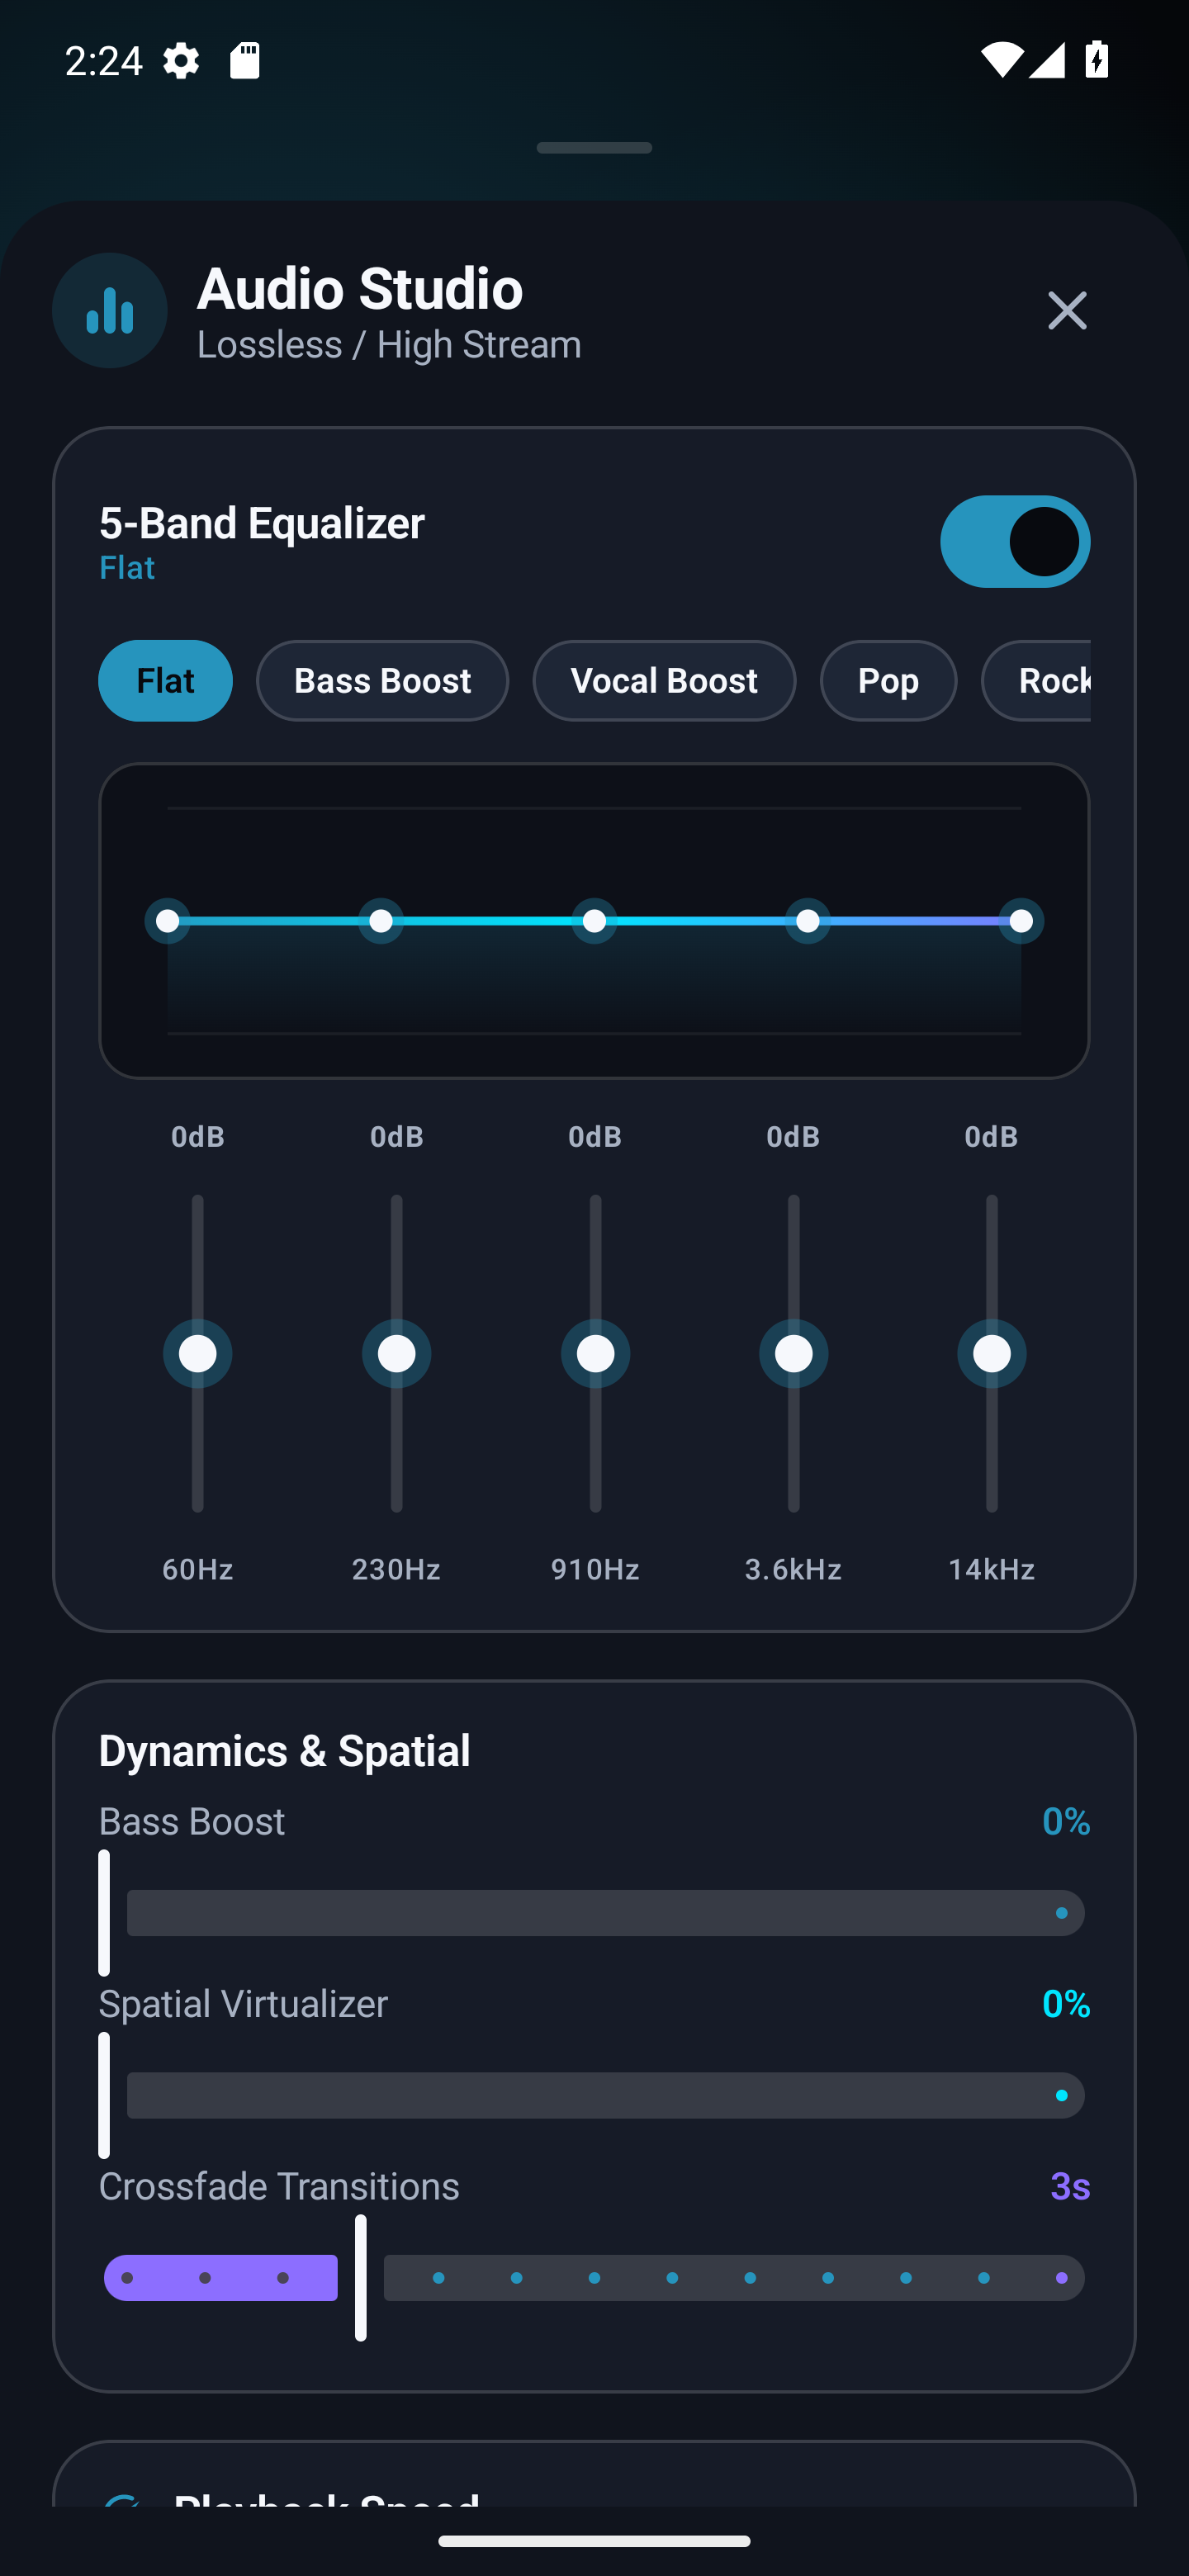 2:24
Audio Studio
Lossless / High Stream
5-Band Equalizer
Flat
Flat
Bass Boost
Vocal Boost
Pop
Rock
0dB
0dB
0dB
0dB
0dB
60Hz
230Hz
910Hz
3.6kHz
14kHz
Dynamics & Spatial
Bass Boost
0%
Spatial Virtualizer
0%
Crossfade Transitions
3s
Playback Speed